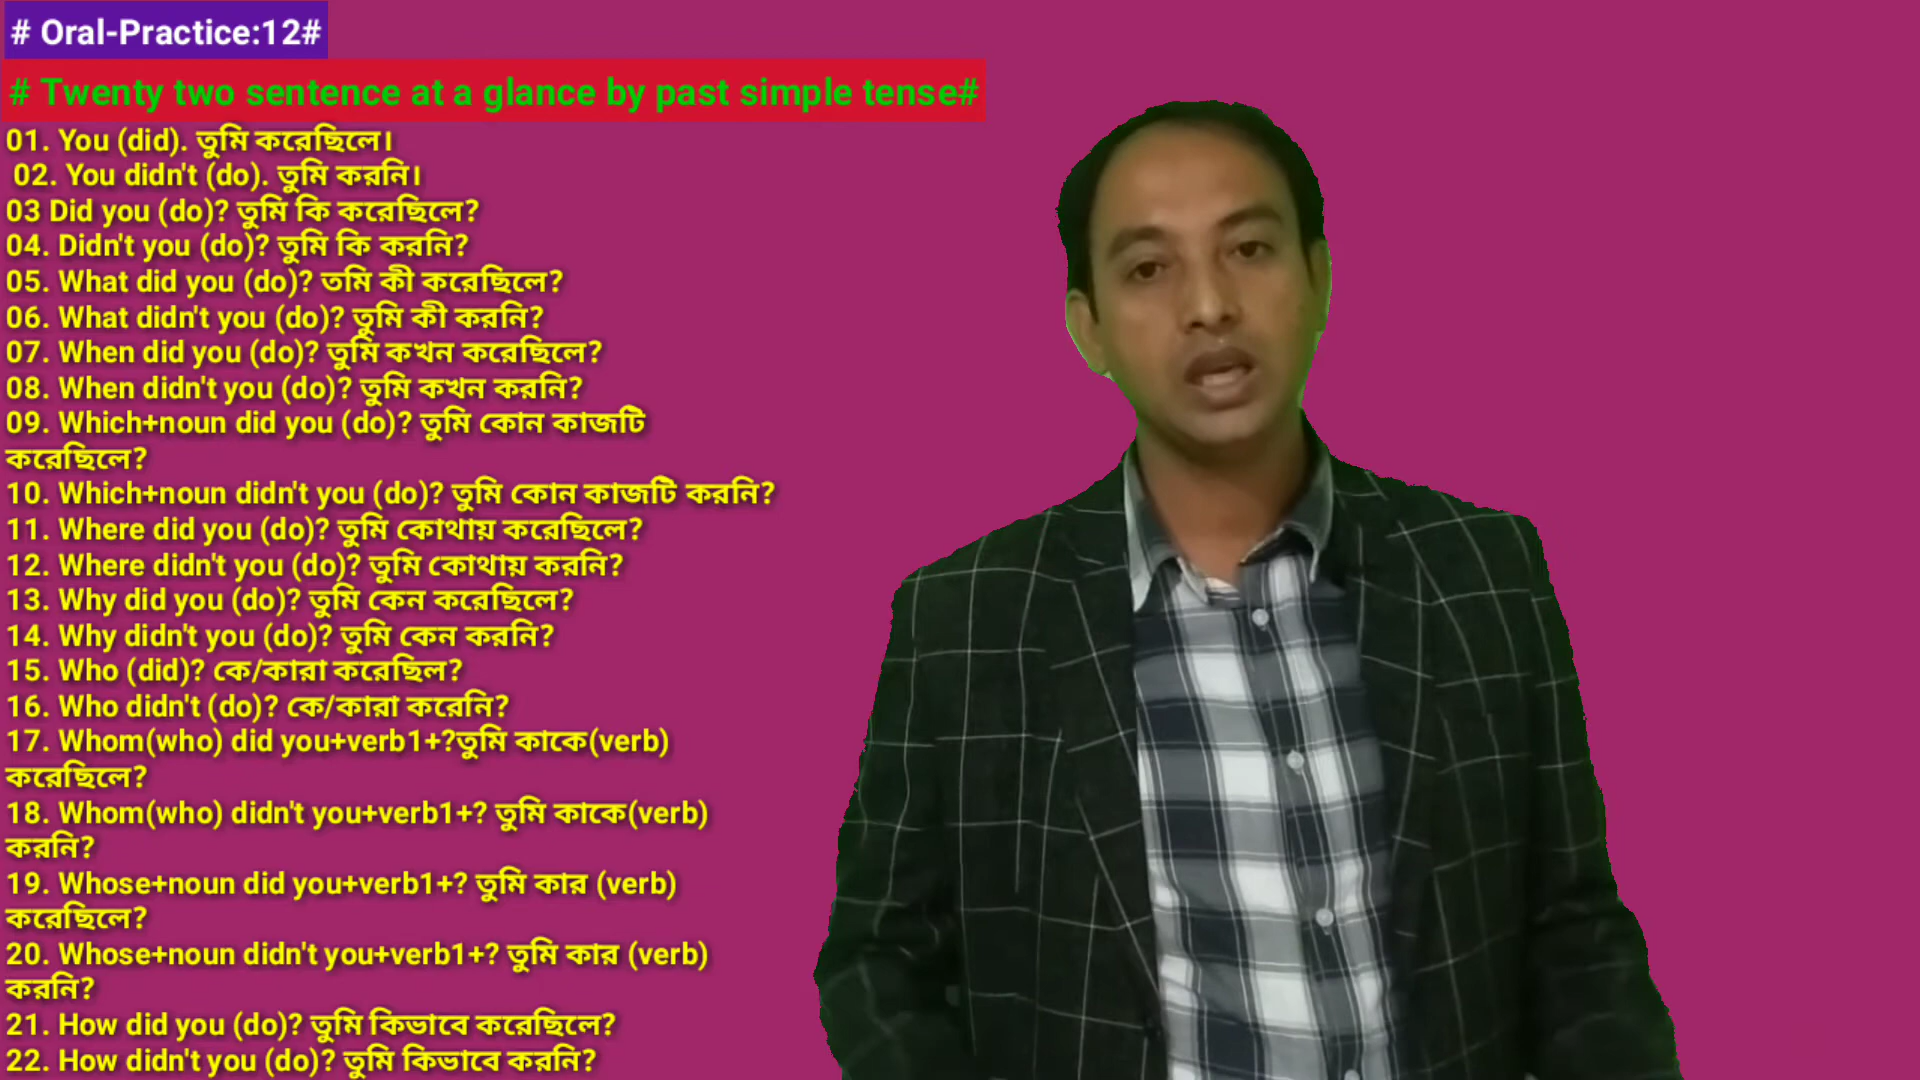 # Oral-Practice:12#
# Twenty two sentence at a glance by past simple tense#
01. You (did). তুমি করেছিলে।
02. You didn't (do). তুমি করনি।
03 Did you (do)? তুমি কি করেছিলে?
04. Didn't you (do)? তুমি কি করনি?
05. What did you (do)? তমি কী করেছিলে?
06. What didn't you (do)? তুমি কী করনি?
07. When did you (do)? তুমি কখন করেছিলে?
08. When didn't you (do)? তুমি কখন করনি?
09. Which+noun did you (do)? তুমি কোন কাজটি
করেছিলে?
10. Which+noun didn't you (do)? তুমি কোন কাজটি করনি?
11. Where did you (do)? তুমি কোথায় করেছিলে?
12. Where didn't you (do)? তুমি কোথায় করনি?
13. Why did you (do)? তুমি কেন করেছিলে?
14. Why didn't you (do)? তুমি কেন করনি?
15. Who (did)? কে/কারা করেছিল?
16. Who didn't (do)? কে/কারা করেনি?
17. Whom(who) did you+verb1+?তুমি কাকে(verb)
করেছিলে?
18. Whom(who) didn't you+verb1+? তুমি কাকে(verb)
করনি?
19. Whose+noun did you+verb1+? তুমি কার (verb)
করেছিলে?
20. Whose+noun didn't you+verb1+? তুমি কার (verb)
করনি?
21. How did you (do)? তুমি কিভাবে করেছিলে?
22. How didn't you (do)? তুমি কিভাবে করনি?